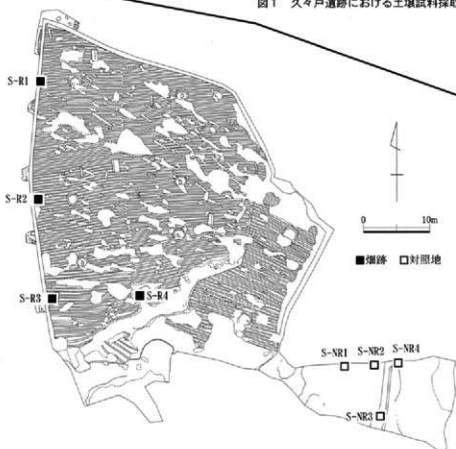 図1 久々戸遺跡における土壌試料採取
S-R1
S-R2
0 10m
■畑跡 □対照地
S-R3
S-R4
S-NR1
S-NR2
S-NR4
S-NR3